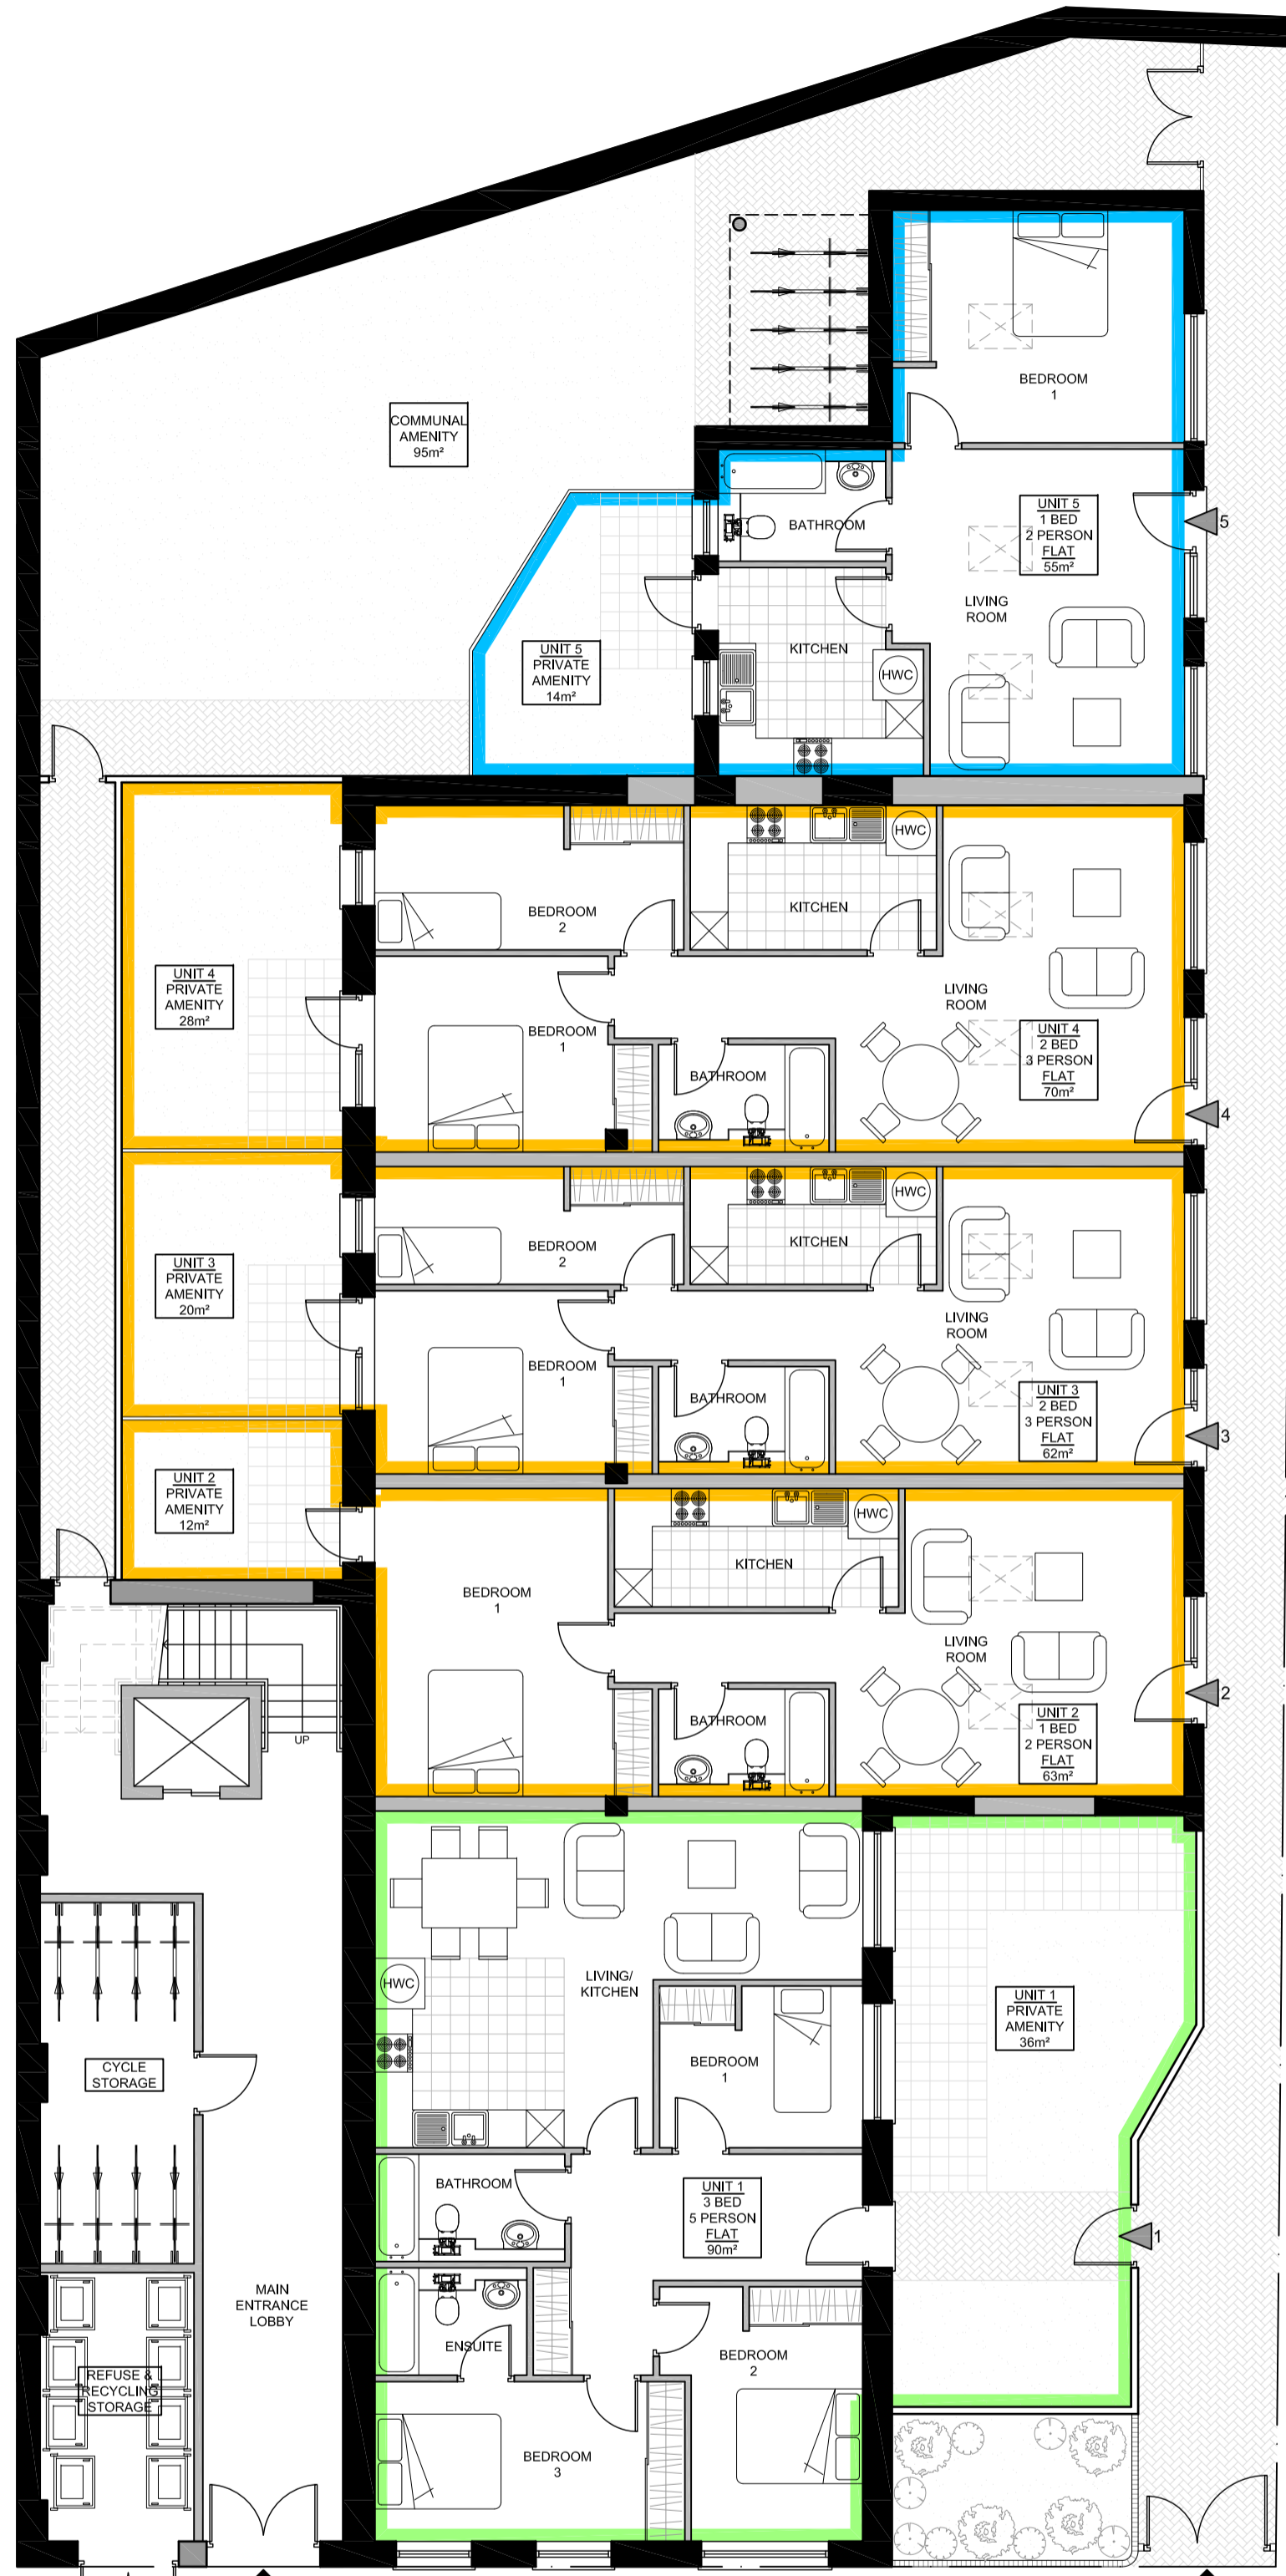 BEDROOM
1
COMMUNAL
AMENITY
95m²
UNIT 5
1 BED
2 PERSON
FLAT
55m²
5
BATHROOM
LIVING
ROOM
KITCHEN
HWC
UNIT 5
PRIVATE
AMENITY
14m²
HWC
KITCHEN
BEDROOM
2
UNIT 4
PRIVATE
AMENITY
28m²
LIVING
ROOM
BEDROOM
1
UNIT 4
2 BED
3 PERSON
FLAT
70m²
BATHROOM
4
HWC
KITCHEN
BEDROOM
2
UNIT 3
PRIVATE
AMENITY
20m²
LIVING
ROOM
BEDROOM
1
BATHROOM
UNIT 3
2 BED
3 PERSON
FLAT
62m²
3
UNIT 2
PRIVATE
AMENITY
12m²
HWC
KITCHEN
BEDROOM
1
LIVING
ROOM
2
BATHROOM
UNIT 2
1 BED
2 PERSON
FLAT
63m²
UP
HWC
LIVING/
KITCHEN
UNIT 1
PRIVATE
AMENITY
36m²
BEDROOM
1
CYCLE
STORAGE
BATHROOM
UNIT 1
3 BED
5 PERSON
FLAT
90m²
1
MAIN
ENTRANCE
LOBBY
ENSUITE
BEDROOM
2
REFUSE &
RECYCLING
STORAGE
BEDROOM
3